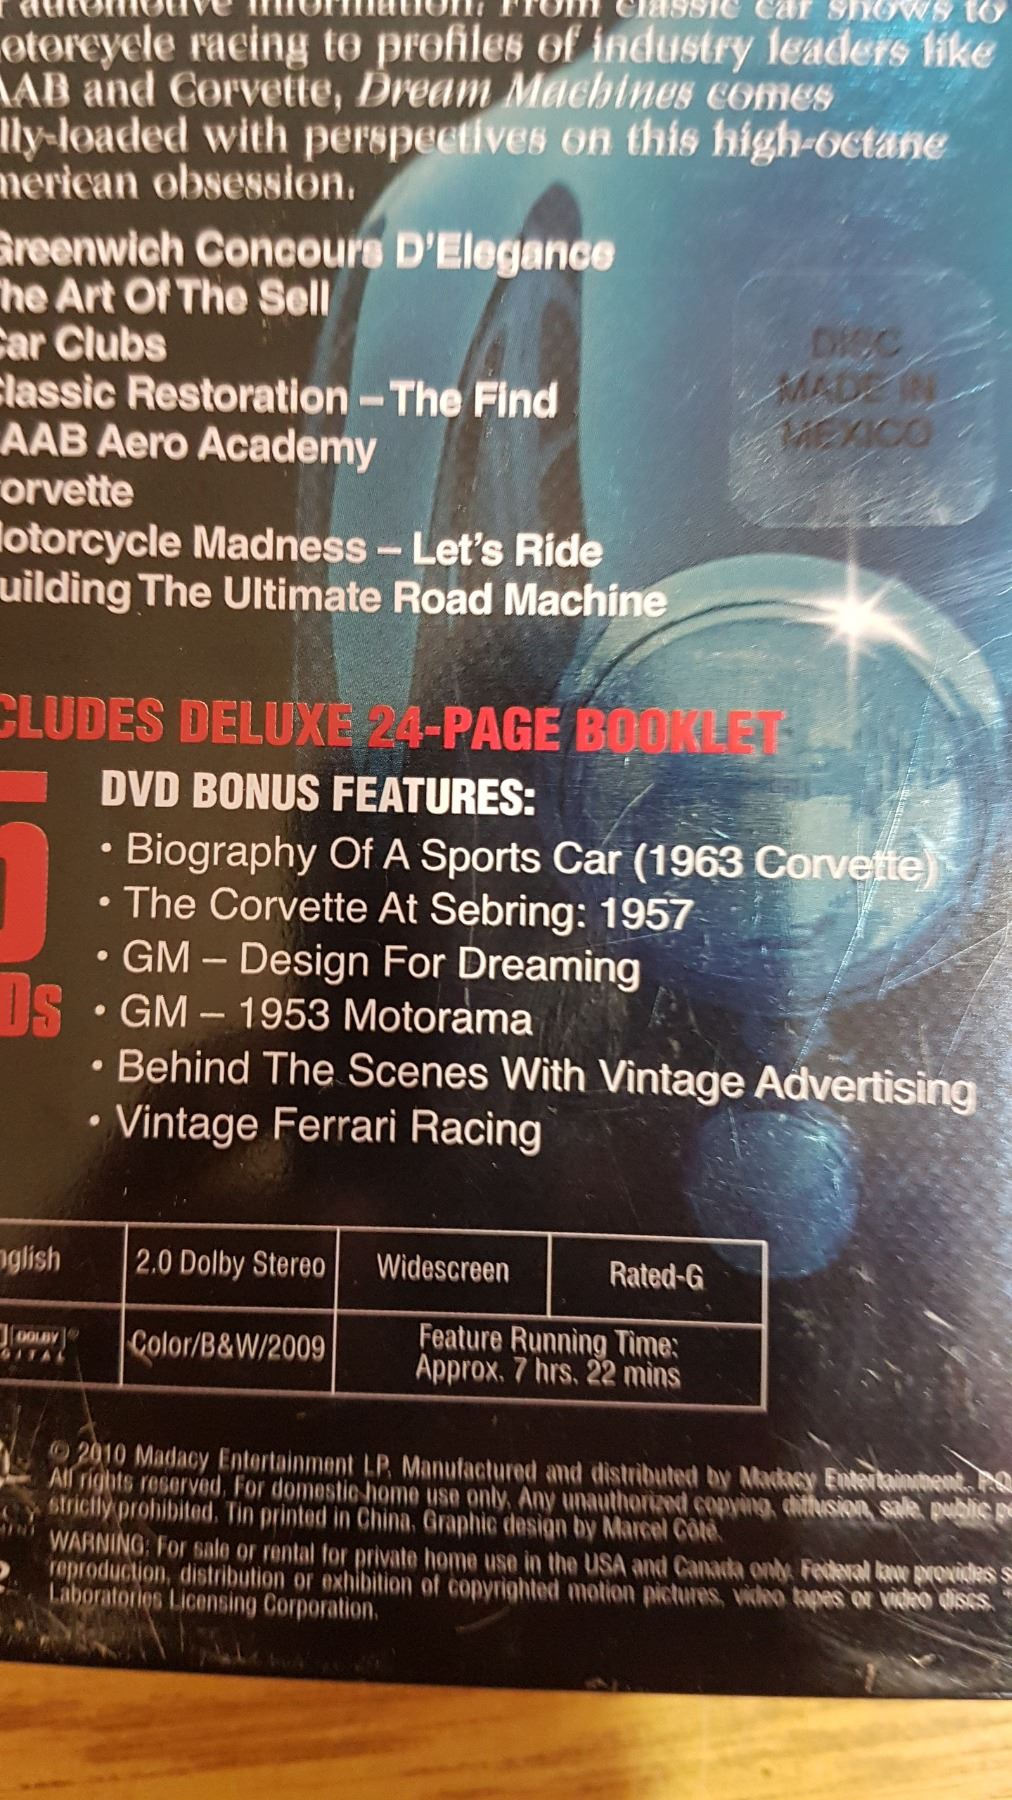 automotive information. From classic car shows to
otorcycle racing to profiles of industry leaders like
AAB and Corvette, Dream Machines comes
lly-loaded with perspectives on this high-octane
merican obsession.
Greenwich Concours D'Elegance
The Art Of The Sell
Car Clubs
lassic Restoration – The Find
AAB Aero Academy
orvette
Motorcycle Madness – Let's Ride
uilding The Ultimate Road Machine
DISC
MADE IN
MEXICO
CLUDES DELUXE 24-PAGE BOOKLET
5
DVD BONUS FEATURES:
• Biography Of A Sports Car (1963 Corvette)
• The Corvette At Sebring: 1957
• GM – Design For Dreaming
Ds
• GM – 1953 Motorama
• Behind The Scenes With Vintage Advertising
• Vintage Ferrari Racing
nglish 2.0 Dolby Stereo Widescreen Rated-G
DOLBY Color/B&W/2009 Feature Running Time:
Approx. 7 hrs. 22 mins
© 2010 Madacy Entertainment LP. Manufactured and distributed by Madacy Entertainment. P.O
All rights reserved. For domestic home use only. Any unauthorized copying, diffusion, sale, public p
strictly prohibited. Tin printed in China. Graphic design by Marcel Côté.
WARNING: For sale or rental for private home use in the USA and Canada only. Federal law provides s
reproduction, distribution or exhibition of copyrighted motion pictures, video tapes or video discs.
Laboratories Licensing Corporation.